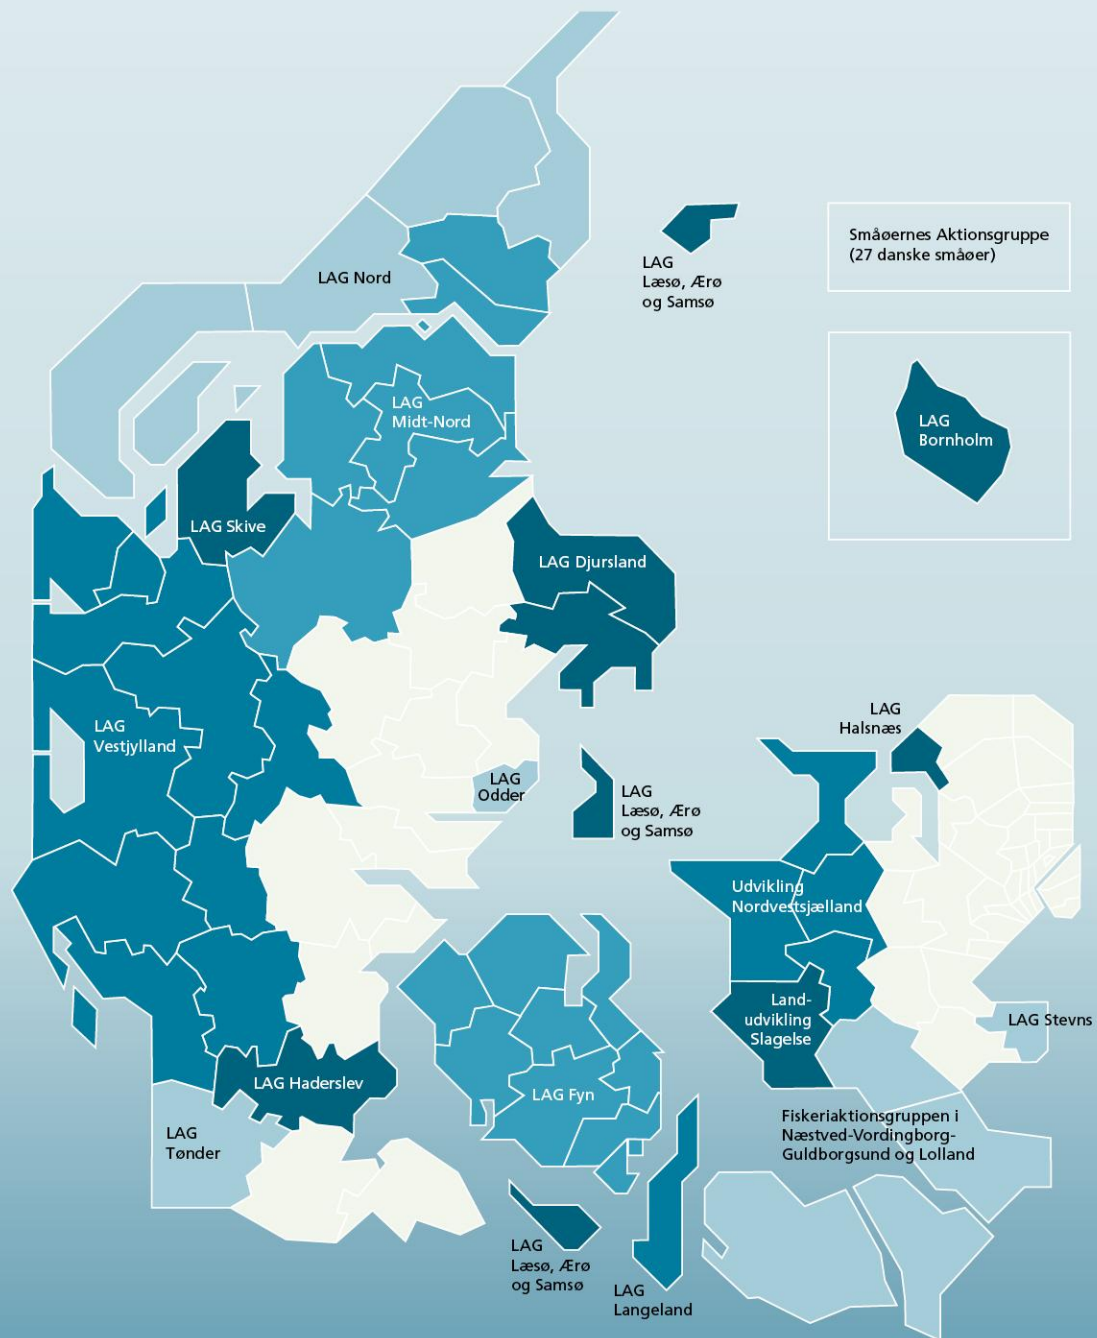 LAG Nord
LAG
Læsø, Ærø
og Samsø
Småøernes Aktionsgruppe
(27 danske småøer)
LAG
Midt-Nord
LAG
Bornholm
LAG Skive
LAG Djursland
LAG
Vestjylland
LAG
Odder
LAG
Læsø, Ærø
og Samsø
LAG
Halsnæs
Udvikling
Nordvestsjælland
Land-
udvikling
Slagelse
LAG Stevns
LAG Haderslev
LAG Fyn
LAG
Tønder
Fiskeriaktionsgruppen i
Næstved-Vordingborg-
Guldborgsund og Lolland
LAG
Læsø, Ærø
og Samsø
LAG
Langeland